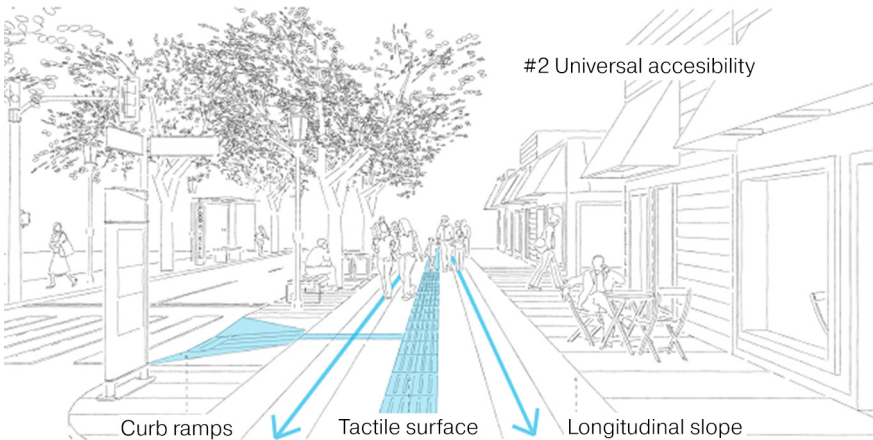 #2 Universal accesibility
Curb ramps
Tactile surface
Longitudinal slope